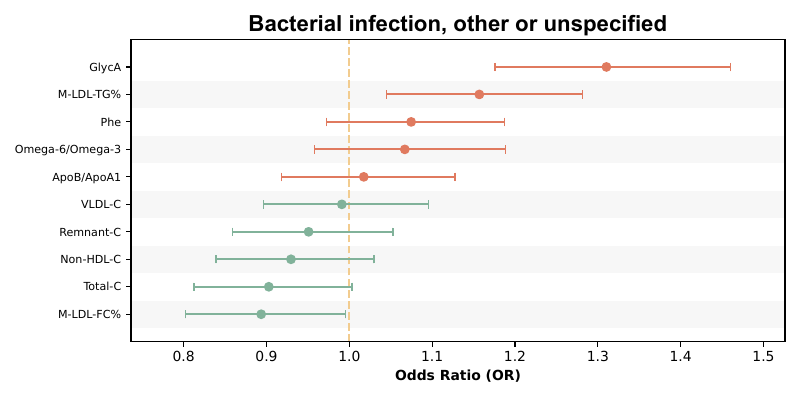 Bacterial infection, other or unspecified
GlycA
M-LDL-TG%
Phe
Omega-6/Omega-3
ApoB/ApoA1
VLDL-C
Remnant-C
Non-HDL-C
Total-C
M-LDL-FC%
0.8 0.9 1.0 1.1 1.2 1.3 1.4 1.5
Odds Ratio (OR)